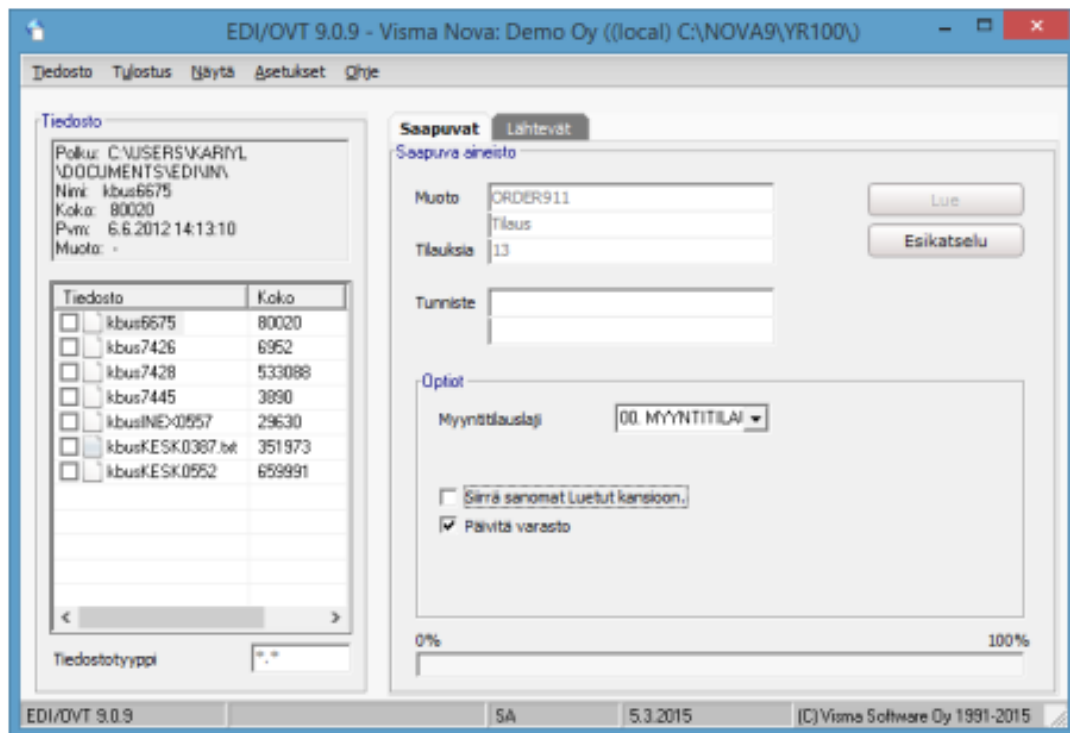 EDI/OVT 9.0.9 - Visma Nova: Demo Oy ((local) C:\NOVA9\YR100\)
Tiedosto Tulostus Näytä Asetukset Ohje
Tiedosto
Polku: C:\USERS\KARIYL
\DOCUMENTS\EDI\IN\
Nimi: kbus6675
Koko: 80020
Pvm: 6.6.2012 14:13:10
Muoto: -
Tiedosto Koko
kbus6675 80020
kbus7426 6952
kbus7428 533088
kbus7445 3890
kbusINEX0557 29630
kbusKESK0387.txt 351973
kbusKESK0552 659991
Tiedostotyyppi *.*
Saapuvat Lähtevät
Saapuva aineisto
Muoto ORDER911
Tilaus
Tilauksia 13
Tunniste
Lue
Esikatselu
Optiot
Myyntitilauslaji 00. MYYNTITILAI
Siirrä sanomat Luetut kansioon.
Päivitä varasto
0% 100%
EDI/OVT 9.0.9 SA 5.3.2015 (C) Visma Software Oy 1991-2015